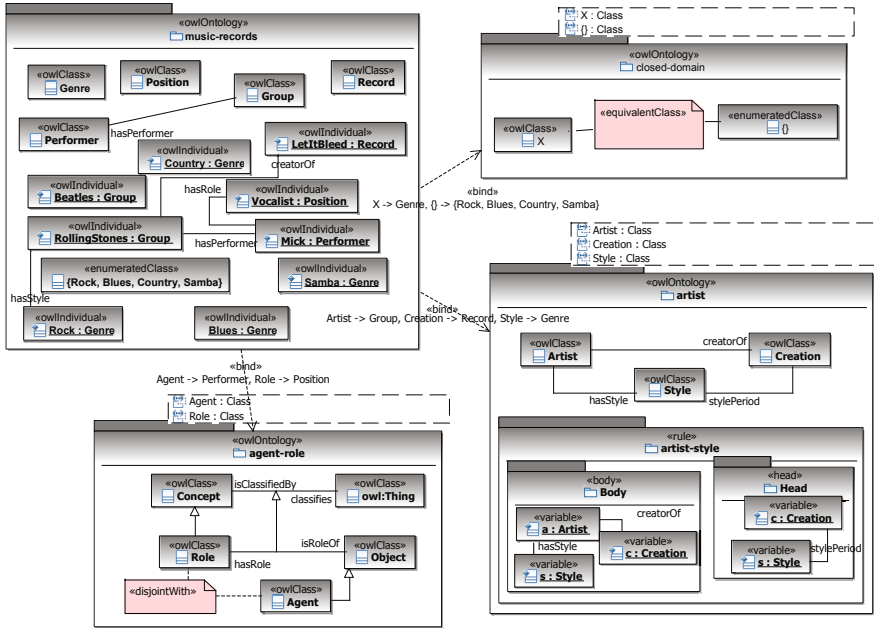 «owlOntology»
music-records
«owlClass»
Genre
«owlClass»
Position
«owlClass»
Group
«owlClass»
Record
«owlClass»
Performer
hasPerformer
«owlIndividual»
LetItBleed : Record
creatorOf
«owlIndividual»
Country : Genre
«owlIndividual»
Beatles : Group
hasRole
«owlIndividual»
Vocalist : Position
«owlIndividual»
RollingStones : Group
hasPerformer
«owlIndividual»
Mick : Performer
«enumeratedClass»
{Rock, Blues, Country, Samba}
«owlIndividual»
Samba : Genre
hasStyle
«owlIndividual»
Rock : Genre
«owlIndividual»
Blues : Genre
X : Class
{} : Class
«owlOntology»
closed-domain
«owlClass»
X
«equivalentClass»
«enumeratedClass»
{}
«bind»
X -> Genre, {} -> {Rock, Blues, Country, Samba}
Artist : Class
Creation : Class
Style : Class
«owlOntology»
artist
«bind»
Artist -> Group, Creation -> Record, Style -> Genre
«owlClass»
Artist
creatorOf
«owlClass»
Creation
«owlClass»
Style
hasStyle
stylePeriod
«rule»
artist-style
«body»
Body
creatorOf
«variable»
a : Artist
hasStyle
«variable»
c : Creation
«variable»
s : Style
«head»
Head
«variable»
c : Creation
stylePeriod
«variable»
s : Style
«bind»
Agent -> Performer, Role -> Position
Agent : Class
Role : Class
«owlOntology»
agent-role
«owlClass»
Concept
isClassifiedBy
classifies
«owlClass»
owl:Thing
«owlClass»
Role
hasRole
isRoleOf
«owlClass»
Object
«disjointWith»
«owlClass»
Agent